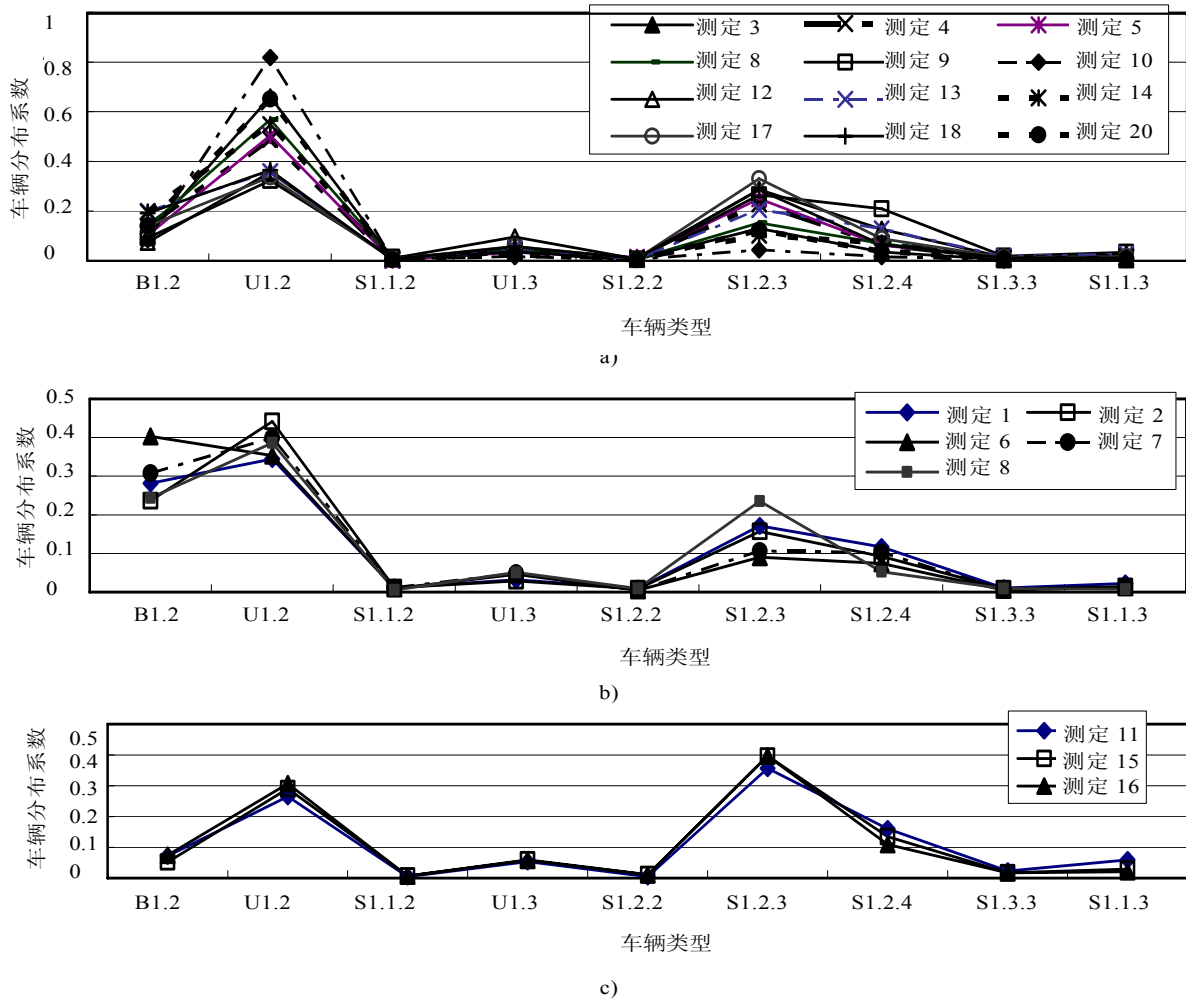 车辆分布系数
1
0.8
0.6
0.4
0.2
0
测定 3 测定 4 测定 5
测定 8 测定 9 测定 10
测定 12 测定 13 测定 14
测定 17 测定 18 测定 20
B1.2 U1.2 S1.1.2 U1.3 S1.2.2 S1.2.3 S1.2.4 S1.3.3 S1.1.3
车辆类型
a)
车辆分布系数
0.5
0.4
0.3
0.2
0.1
0
测定 1 测定 2
测定 6 测定 7
测定 8
B1.2 U1.2 S1.1.2 U1.3 S1.2.2 S1.2.3 S1.2.4 S1.3.3 S1.1.3
车辆类型
b)
车辆分布系数
0.5
0.4
0.3
0.2
0.1
0
测定 11
测定 15
测定 16
B1.2 U1.2 S1.1.2 U1.3 S1.2.2 S1.2.3 S1.2.4 S1.3.3 S1.1.3
车辆类型
c)